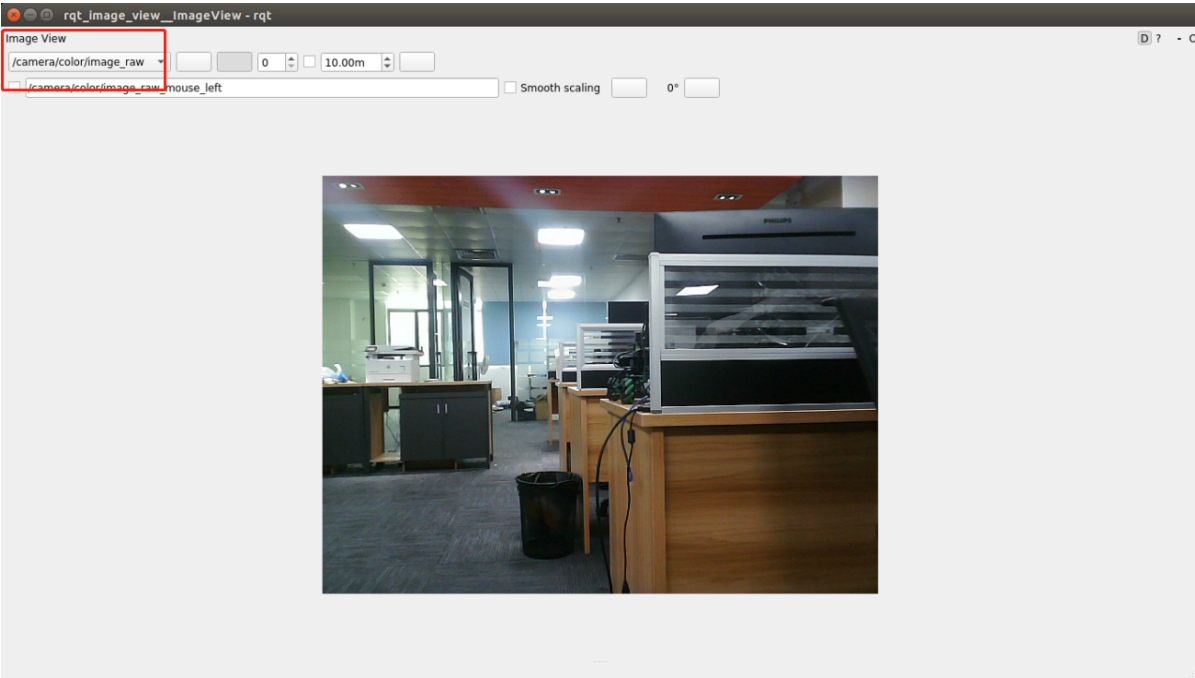 rqt_image_view__ImageView - rqt
Image View
D ? - O
/camera/color/image_raw 0 10.00m
/camera/color/image_raw_mouse_left Smooth scaling 0°
PHILIPS